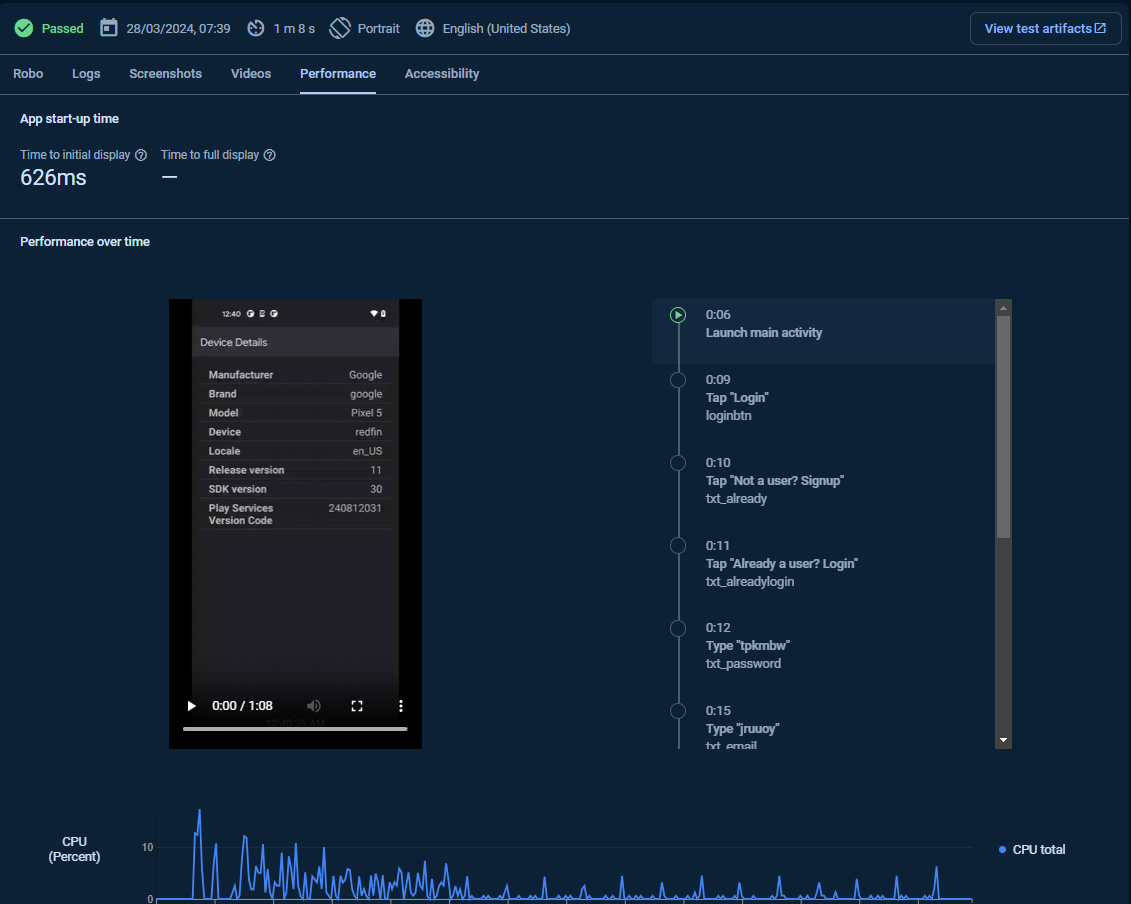 Passed 28/03/2024, 07:39 1 m 8 s Portrait English (United States) View test artifacts
Robo Logs Screenshots Videos Performance Accessibility
App start-up time
Time to initial display Time to full display
626ms —
Performance over time
12:40
Device Details
Manufacturer Google
Brand google
Model Pixel 5
Device redfin
Locale en_US
Release version 11
SDK version 30
Play Services 240812031
Version Code
0:00 / 1:08
12:40:35 AM
0:06
Launch main activity
0:09
Tap "Login"
loginbtn
0:10
Tap "Not a user? Signup"
txt_already
0:11
Tap "Already a user? Login"
txt_alreadylogin
0:12
Type "tpkmbw"
txt_password
0:15
Type "jruuoy"
txt_email
CPU
(Percent)
10
0
CPU total